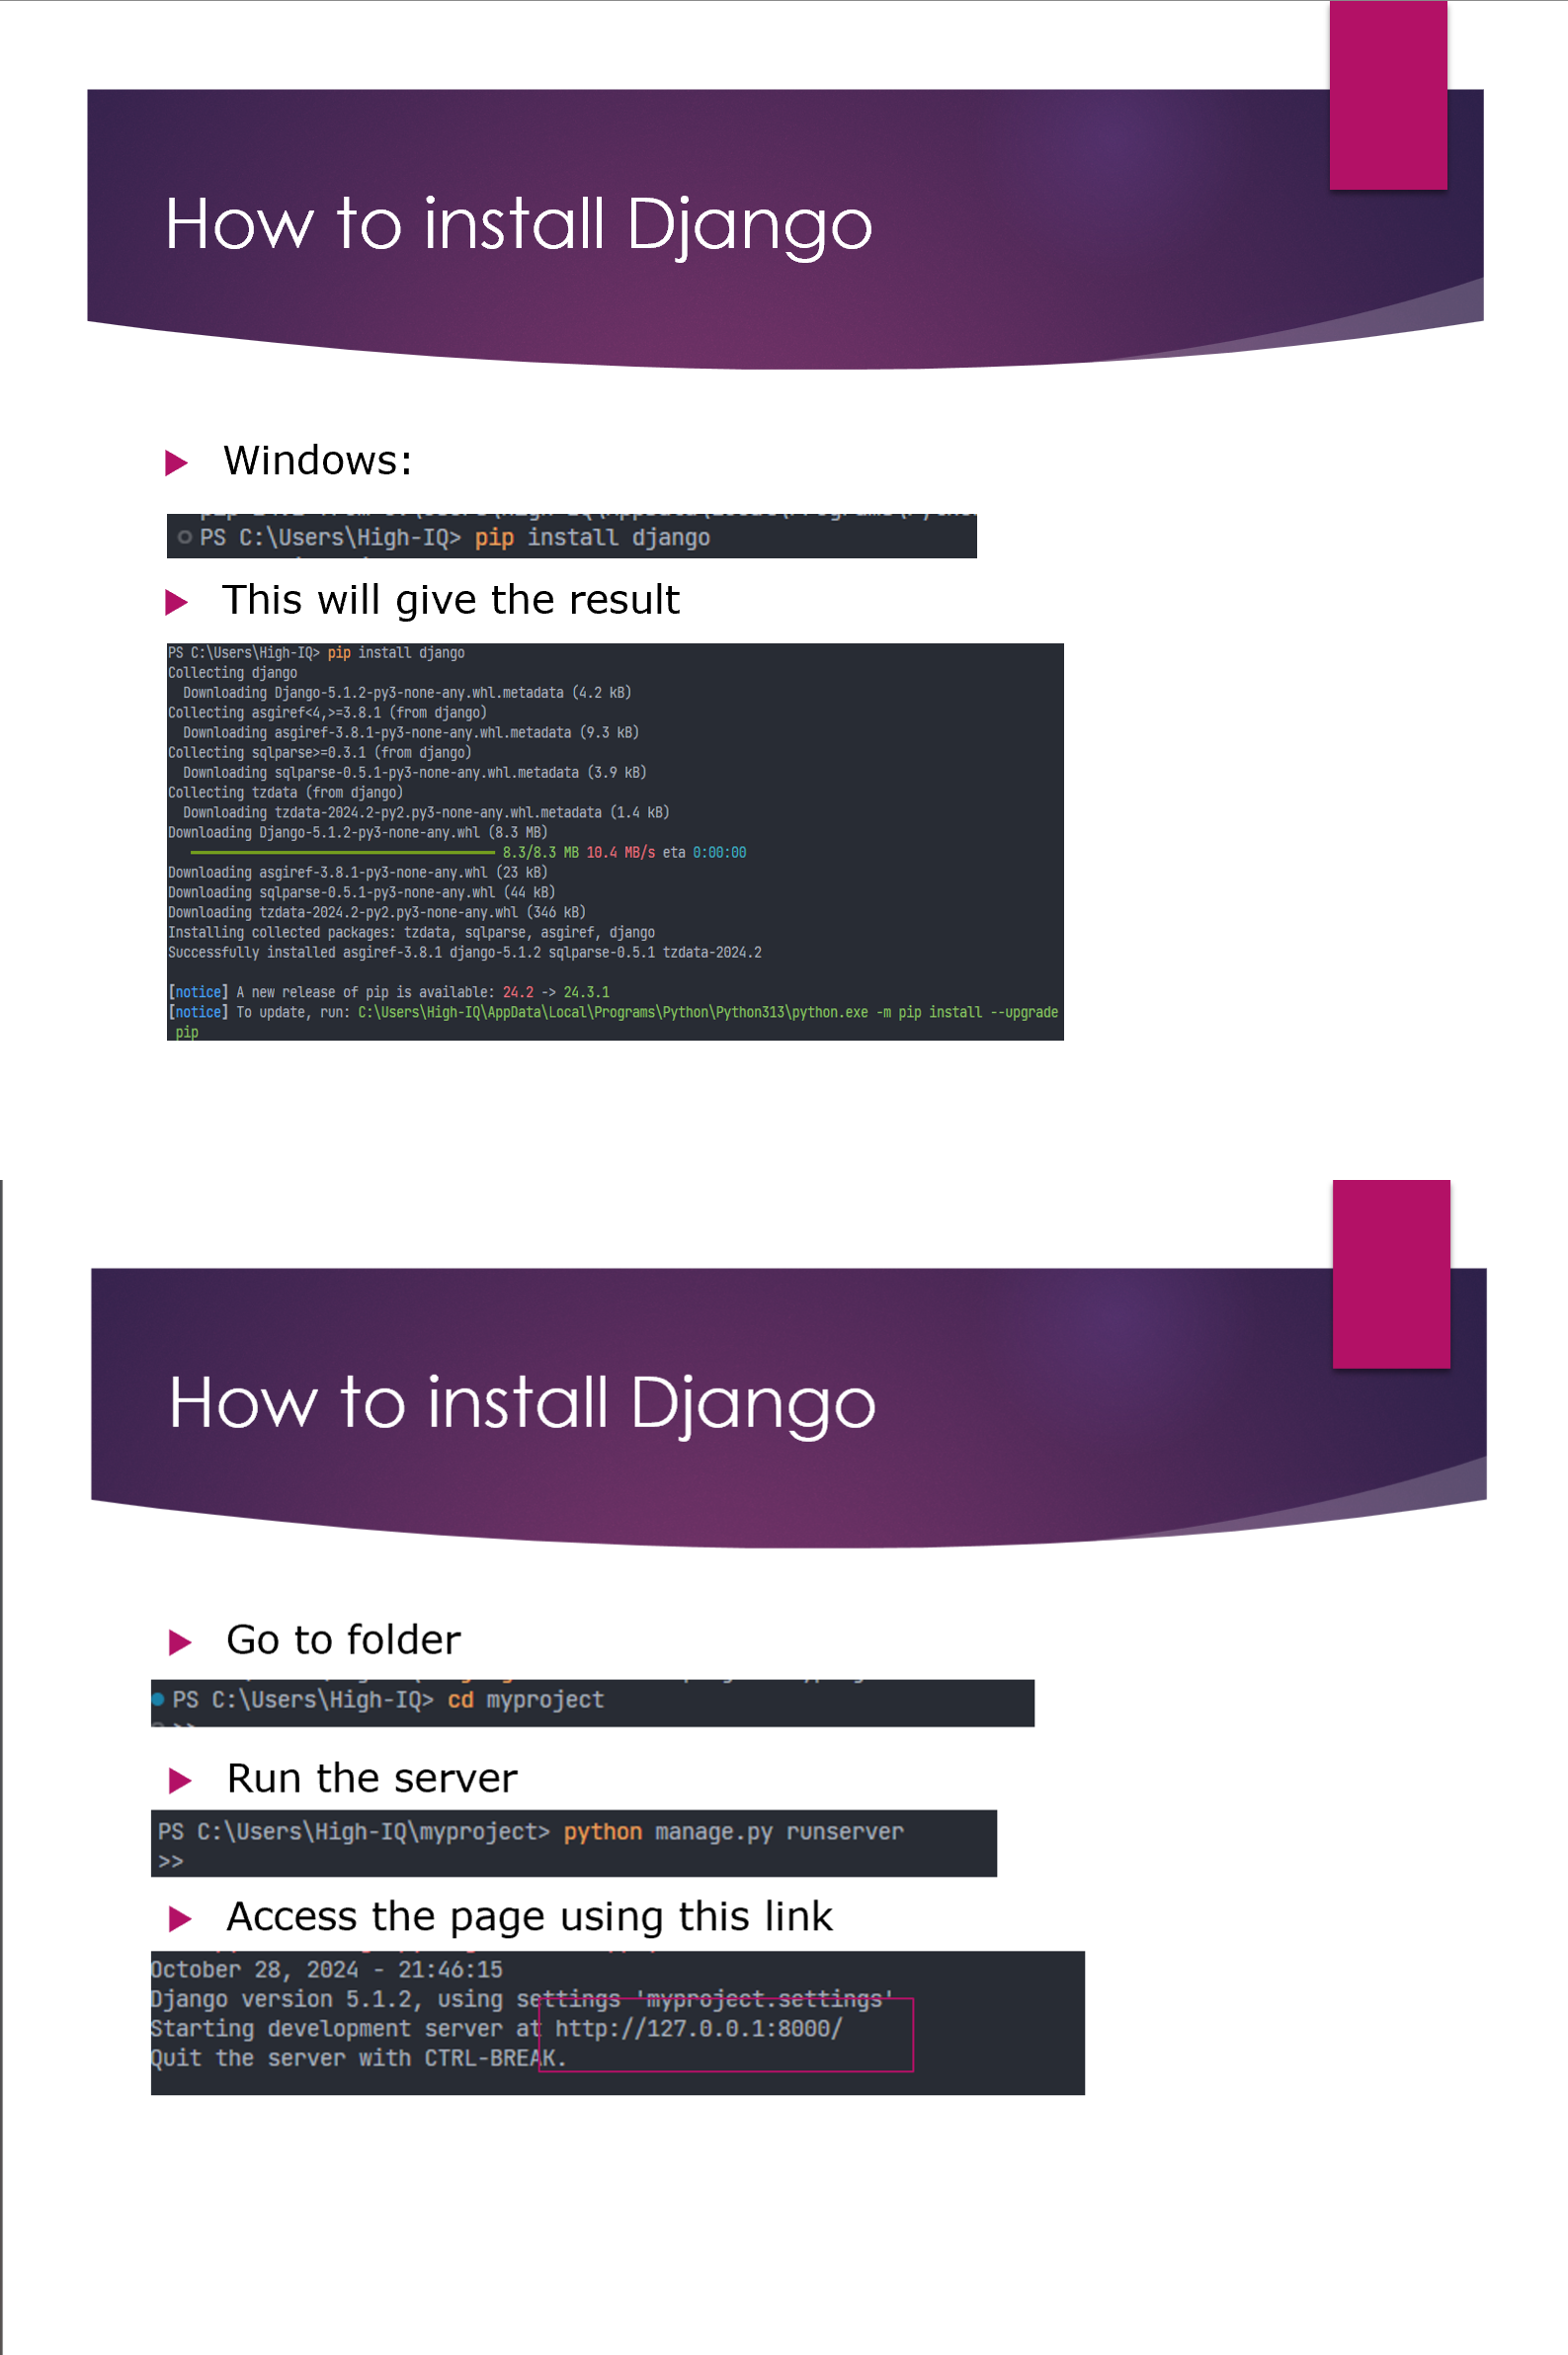 How to install Django
Windows:
PS C:\Users\High-IQ> pip install django
This will give the result
PS C:\Users\High-IQ> pip install django
Collecting django
Downloading Django-5.1.2-py3-none-any.whl.metadata (4.2 kB)
Collecting asgiref<4,>=3.8.1 (from django)
Downloading asgiref-3.8.1-py3-none-any.whl.metadata (9.3 kB)
Collecting sqlparse>=0.3.1 (from django)
Downloading sqlparse-0.5.1-py3-none-any.whl.metadata (3.9 kB)
Collecting tzdata (from django)
Downloading tzdata-2024.2-py2.py3-none-any.whl.metadata (1.4 kB)
Downloading Django-5.1.2-py3-none-any.whl (8.3 MB)
8.3/8.3 MB 10.4 MB/s eta 0:00:00
Downloading asgiref-3.8.1-py3-none-any.whl (23 kB)
Downloading sqlparse-0.5.1-py3-none-any.whl (44 kB)
Downloading tzdata-2024.2-py2.py3-none-any.whl (346 kB)
Installing collected packages: tzdata, sqlparse, asgiref, django
Successfully installed asgiref-3.8.1 django-5.1.2 sqlparse-0.5.1 tzdata-2024.2
[notice] A new release of pip is available: 24.2 -> 24.3.1
[notice] To update, run: C:\Users\High-IQ\AppData\Local\Programs\Python\Python313\python.exe -m pip install --upgrade
pip
How to install Django
Go to folder
PS C:\Users\High-IQ> cd myproject
Run the server
PS C:\Users\High-IQ\myproject> python manage.py runserver
>>
Access the page using this link
October 28, 2024 - 21:46:15
Django version 5.1.2, using settings 'myproject.settings'
Starting development server at http://127.0.0.1:8000/
Quit the server with CTRL-BREAK.